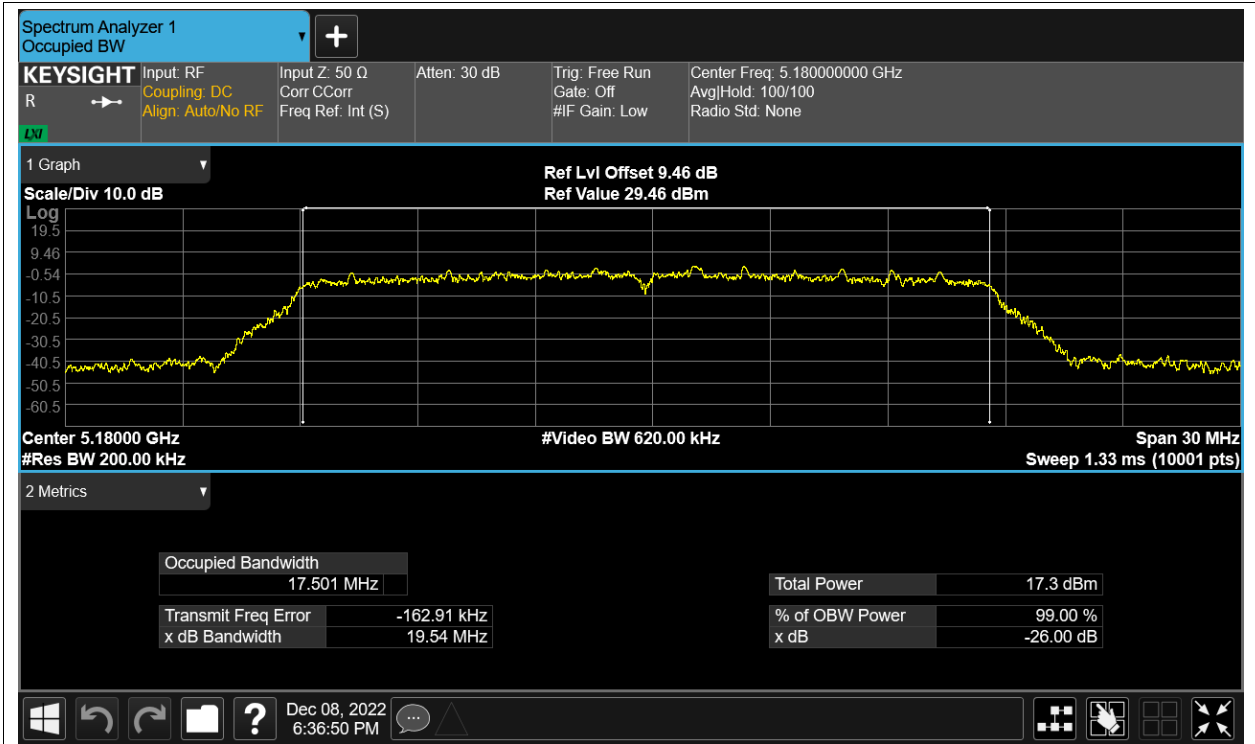 Spectrum Analyzer 1
Occupied BW
KEYSIGHT
R
LXI
Input: RF
Coupling: DC
Align: Auto/No RF
Input Z: 50 Ω
Corr CCorr
Freq Ref: Int (S)
Atten: 30 dB
Trig: Free Run
Gate: Off
#IF Gain: Low
Center Freq: 5.180000000 GHz
Avg|Hold: 100/100
Radio Std: None
1 Graph
Scale/Div 10.0 dB
Ref Lvl Offset 9.46 dB
Ref Value 29.46 dBm
Log
19.5
9.46
-0.54
-10.5
-20.5
-30.5
-40.5
-50.5
-60.5
Center 5.18000 GHz
#Video BW 620.00 kHz
Span 30 MHz
#Res BW 200.00 kHz
Sweep 1.33 ms (10001 pts)
2 Metrics
Occupied Bandwidth
17.501 MHz
Total Power 17.3 dBm
Transmit Freq Error -162.91 kHz
% of OBW Power 99.00 %
x dB Bandwidth 19.54 MHz
x dB -26.00 dB
?
Dec 08, 2022
6:36:50 PM